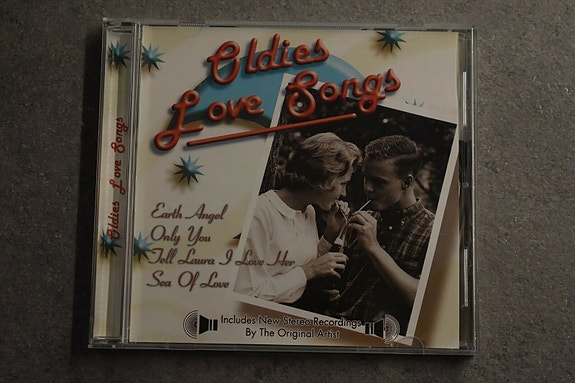 Oldies
Love Songs
Oldies Love Songs
Earth Angel
Only You
Tell Laura I Love Her
Sea Of Love
Includes New Stereo Recordings
By The Original Artist